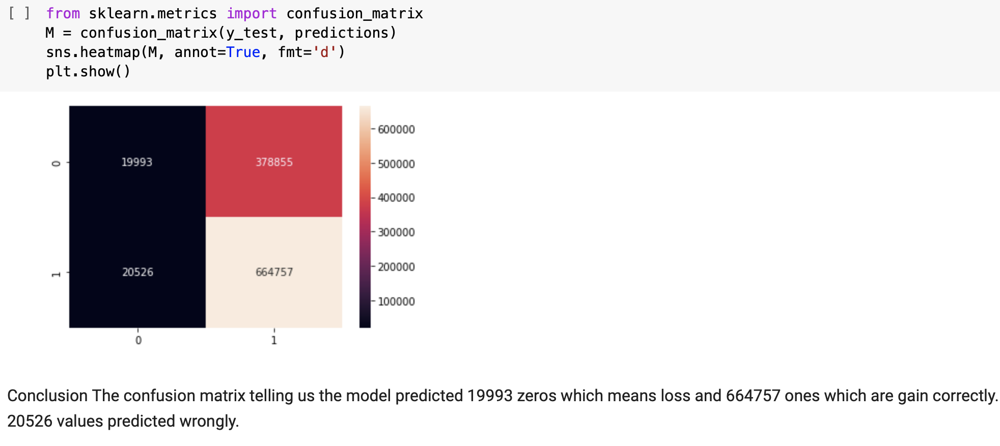 [ ] from sklearn.metrics import confusion_matrix
M = confusion_matrix(y_test, predictions)
sns.heatmap(M, annot=True, fmt='d')
plt.show()
600000
0 19993 378855
500000
400000
300000
1 20526 664757
200000
100000
0 1
Conclusion The confusion matrix telling us the model predicted 19993 zeros which means loss and 664757 ones which are gain correctly.
20526 values predicted wrongly.